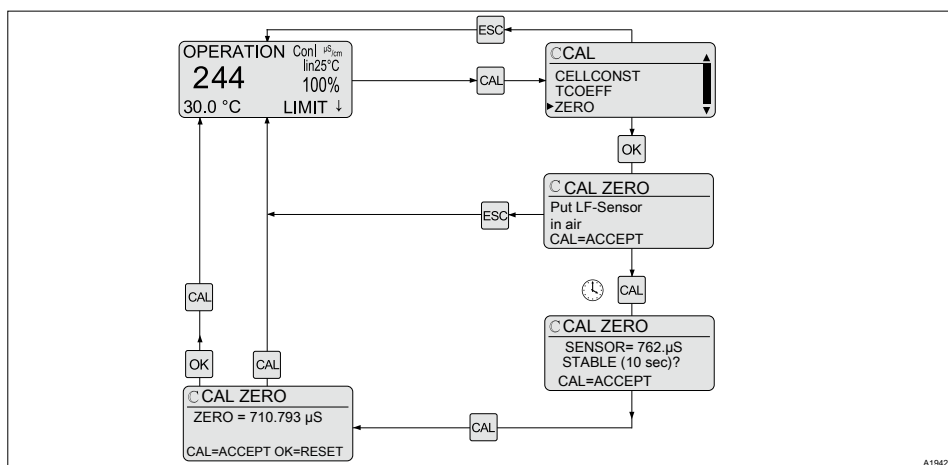 ESC
OPERATION Cond µS/cm
lin25°C
244
100%
30.0 °C LIMIT ↓
CAL
ℂCAL
CELLCONST
TCOEFF
▶ZERO
OK
ℂ CAL ZERO
Put LF-Sensor
in air
CAL=ACCEPT
ESC
CAL
ℂ CAL ZERO
SENSOR= 762.µS
STABLE (10 sec)?
CAL=ACCEPT
CAL
CAL
OK
CAL
ℂ CAL ZERO
ZERO = 710.793 µS
CAL=ACCEPT OK=RESET
A1942